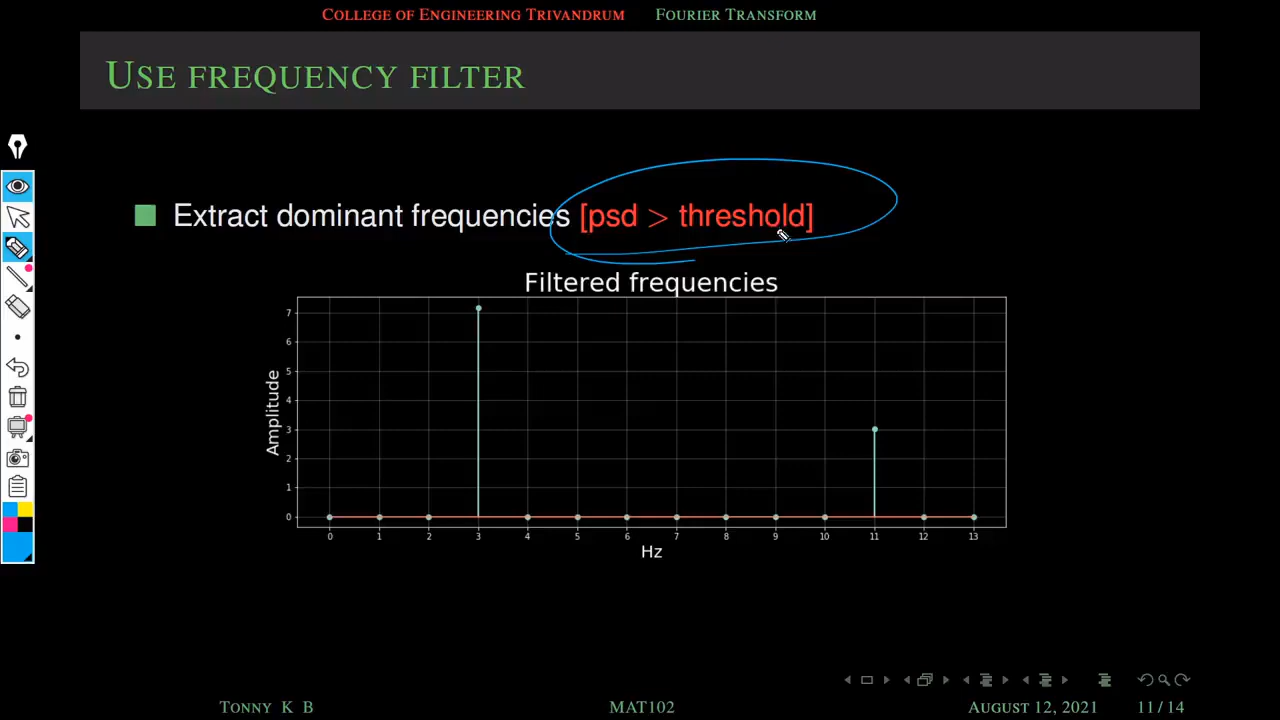 COLLEGE OF ENGINEERING TRIVANDRUM FOURIER TRANSFORM
USE FREQUENCY FILTER
Extract dominant frequencies [psd > threshold]
Filtered frequencies
7
6
5
4
3
2
1
0
Amplitude
0 1 2 3 4 5 6 7 8 9 10 11 12 13
Hz
TONNY K B MAT102 AUGUST 12, 2021 11 / 14